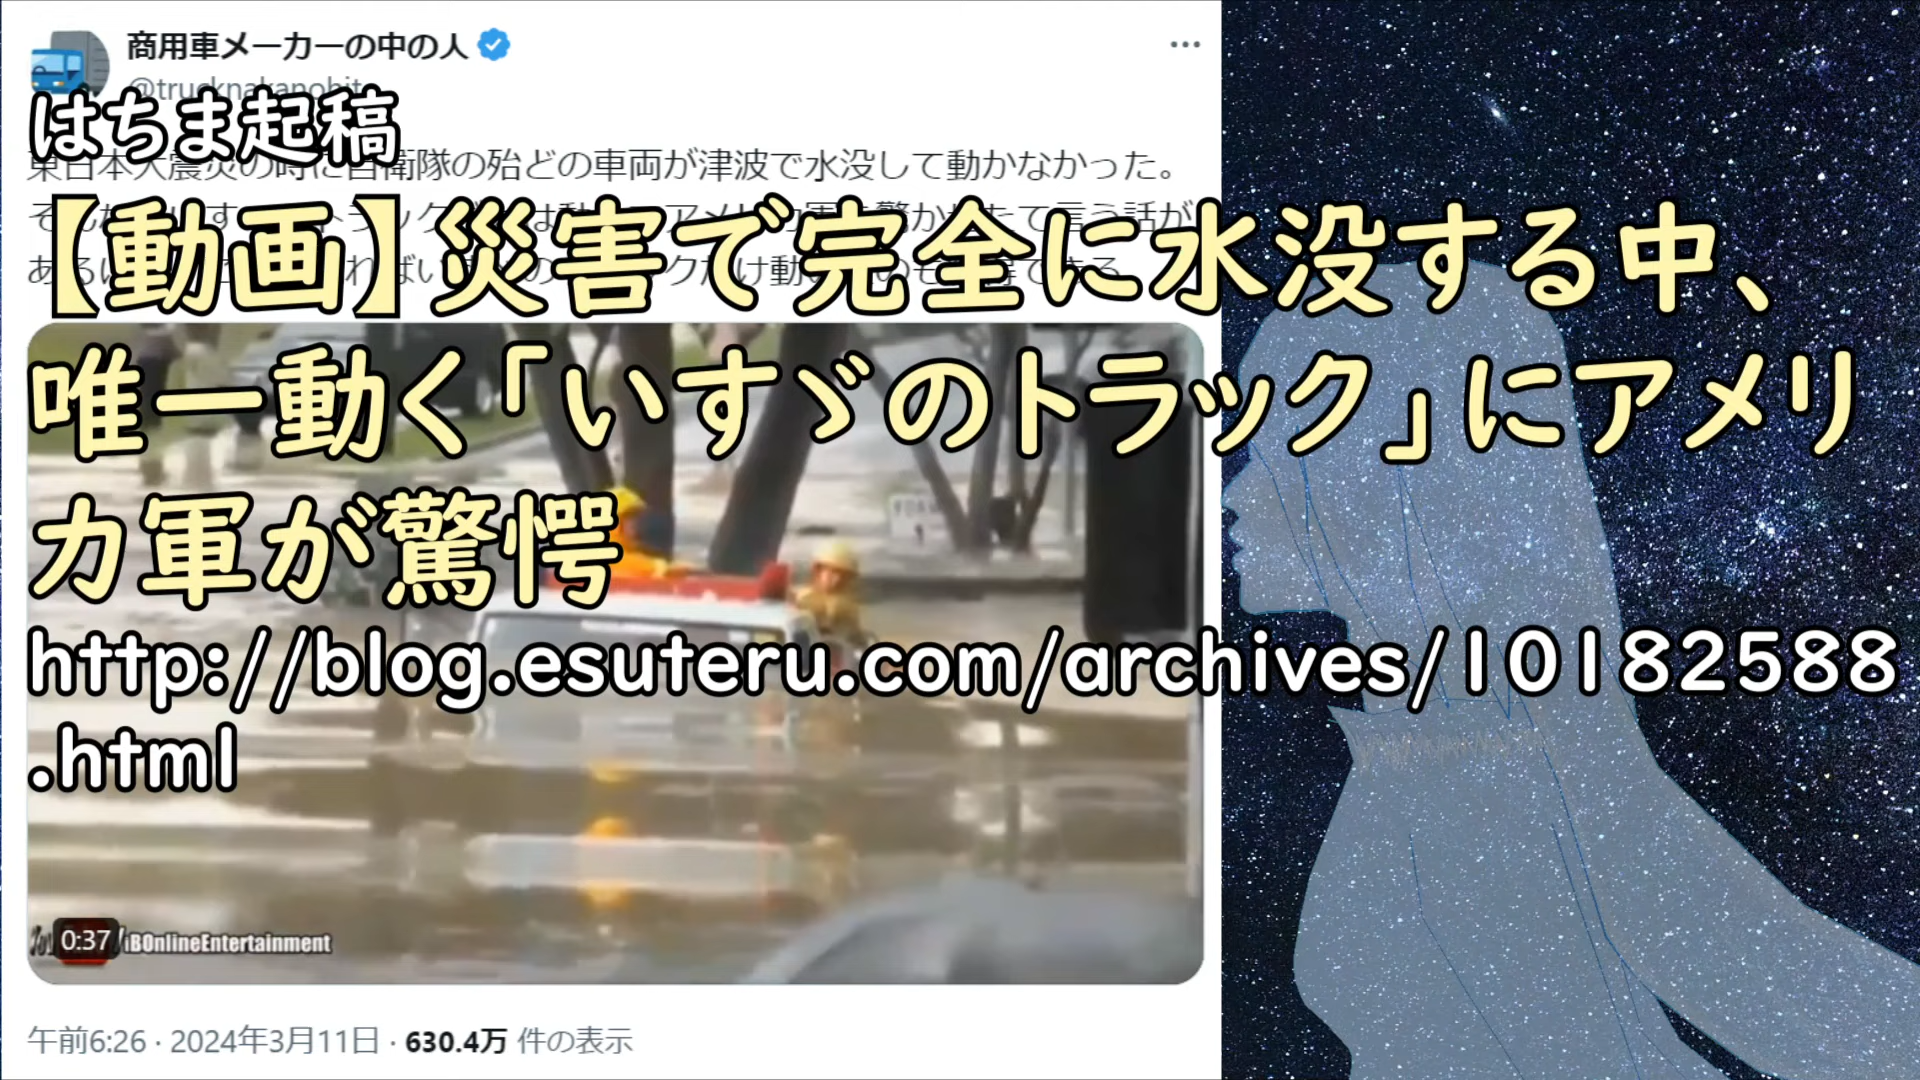 商用車メーカーの中の人
@trucknakanohito
はちま起稿
東日本大震災の時に自衛隊の殆どの車両が津波で水没して動かなかった。
【動画】災害で完全に水没する中、
唯一動く「いすゞのトラック」にアメリ
カ軍が驚愕
http://blog.esuteru.com/archives/10182588
.html
0:37 iBOnlineEntertainment
午前6:26 · 2024年3月11日 · 630.4万 件の表示